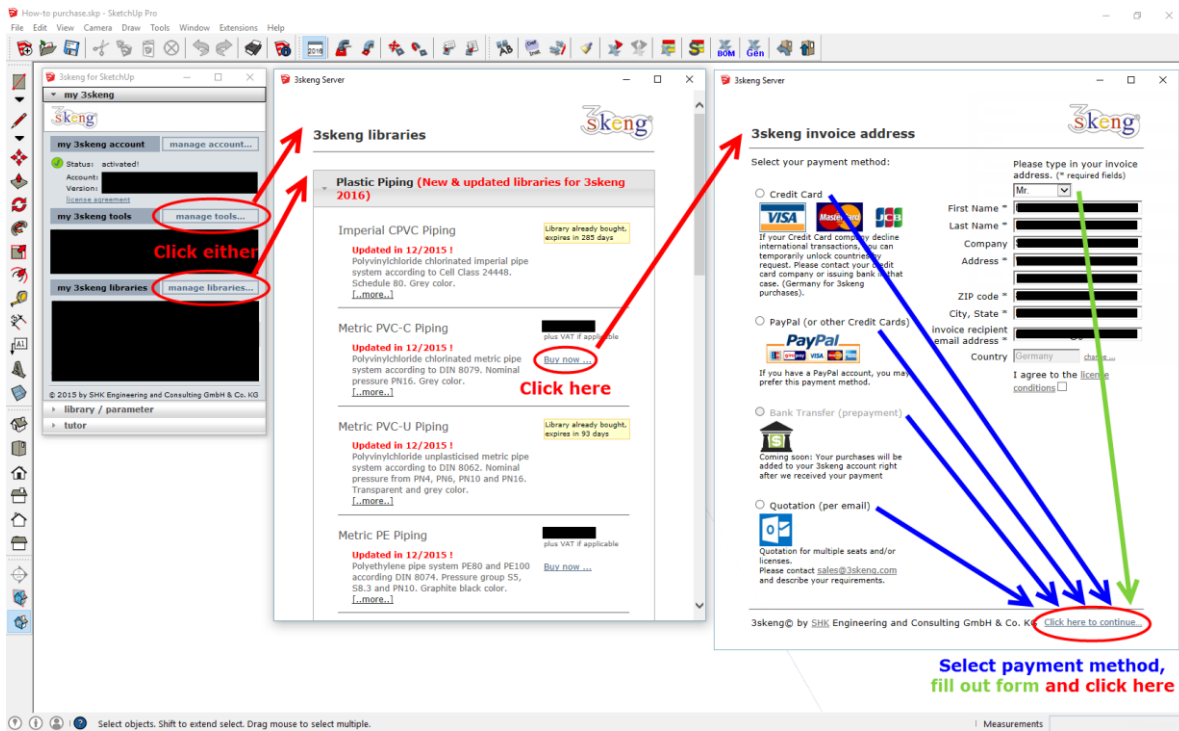 How-to purchase.skp - SketchUp Pro
File Edit View Camera Draw Tools Window Extensions Help
2016
BOM
Gen
A1
3skeng for SketchUp
my 3skeng
3skeng
my 3skeng account
manage account...
Status: activated!
Account:
Version:
license agreement
my 3skeng tools
manage tools...
Click either
my 3skeng libraries
manage libraries...
© 2015 by SHK Engineering and Consulting GmbH & Co. KG
library / parameter
tutor
3skeng Server
3skeng
3skeng libraries
Plastic Piping (New & updated libraries for 3skeng
2016)
Imperial CPVC Piping
Library already bought.
expires in 285 days
Updated in 12/2015 !
Polyvinylchloride chlorinated imperial pipe
system according to Cell Class 24448.
Schedule 80. Grey color.
[..more..]
Metric PVC-C Piping
plus VAT if applicable
Updated in 12/2015 !
Polyvinylchloride chlorinated metric pipe
system according to DIN 8079. Nominal
pressure PN16. Grey color.
[..more..]
Buy now ...
Click here
Metric PVC-U Piping
Library already bought.
expires in 93 days
Updated in 12/2015 !
Polyvinylchloride unplasticised metric pipe
system according to DIN 8062. Nominal
pressure from PN4, PN6, PN10 and PN16.
Transparent and grey color.
[..more..]
Metric PE Piping
plus VAT if applicable
Updated in 12/2015 !
Polyethylene pipe system PE80 and PE100
according DIN 8074. Pressure group S5,
S8.3 and PN10. Graphite black color.
[..more..]
Buy now ...
3skeng Server
3skeng
3skeng invoice address
Select your payment method:
Credit Card
VISA MasterCard JCB
If your Credit Card company decline
international transactions, you can
temporarily unlock countries by
request. Please contact your credit
card company or issuing bank in that
case. (Germany for 3skeng
purchases).
PayPal (or other Credit Cards)
PayPal
VISA
If you have a PayPal account, you may
prefer this payment method.
Bank Transfer (prepayment)
Coming soon: Your purchases will be
added to your 3skeng account right
after we received your payment
Quotation (per email)
Quotation for multiple seats and/or
licenses.
Please contact sales@3skeng.com
and describe your requirements.
Please type in your invoice
address. (* required fields)
Mr.
First Name *
Last Name *
Company
Address *
ZIP code *
City, State *
invoice recipient
email address *
Country Germany change ...
I agree to the license
conditions
3skeng© by SHK Engineering and Consulting GmbH & Co. KG Click here to continue...
Select payment method,
fill out form and click here
Select objects. Shift to extend select. Drag mouse to select multiple.
Measurements